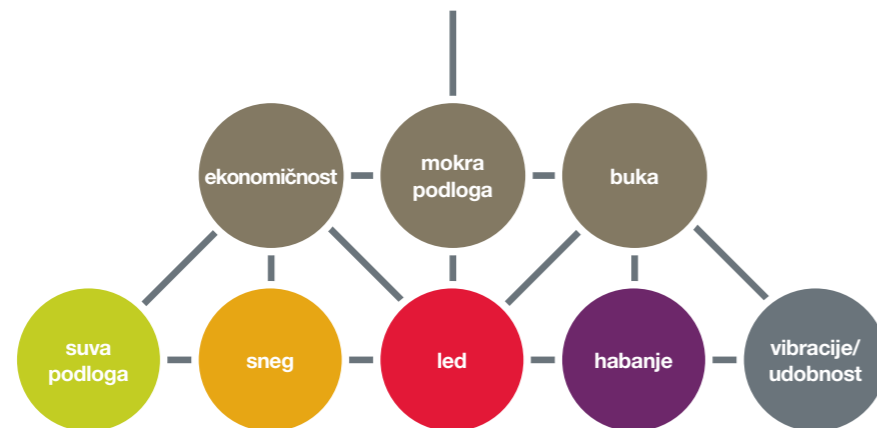 ekonomičnost
mokra
podloga
buka
suva
podloga
sneg
led
habanje
vibracije/
udobnost